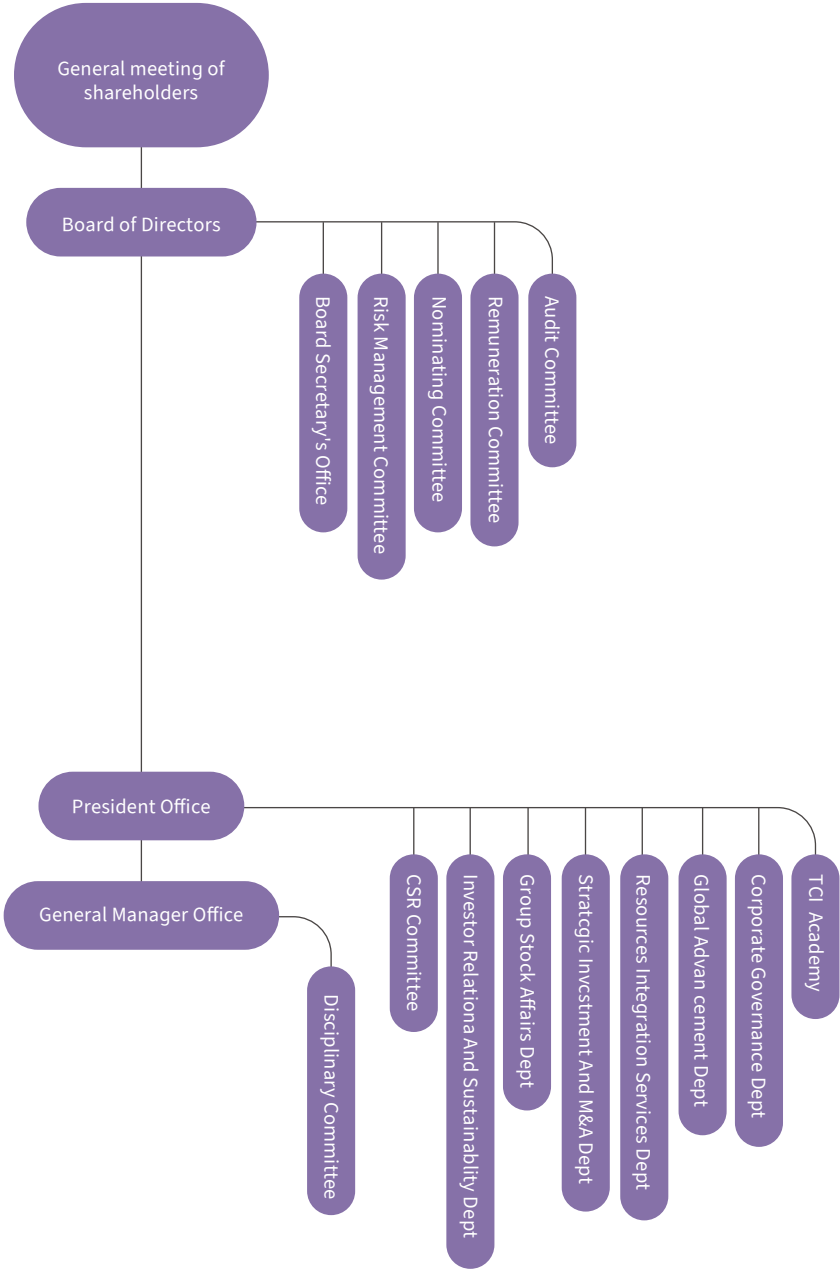 General meeting of
shareholders
Board of Directors
Board Secretary's Office
Risk Management Committee
Nominating Committee
Remuneration Committee
Audit Committee
President Office
General Manager Office
Disciplinary Committee
CSR Committee
Investor Relationa And Sustainablity Dept
Group Stock Affairs Dept
Stratcgic Invcstment And M&A Dept
Resources Integration Services Dept
Global Advan cement Dept
Corporate Governance Dept
TCI Academy